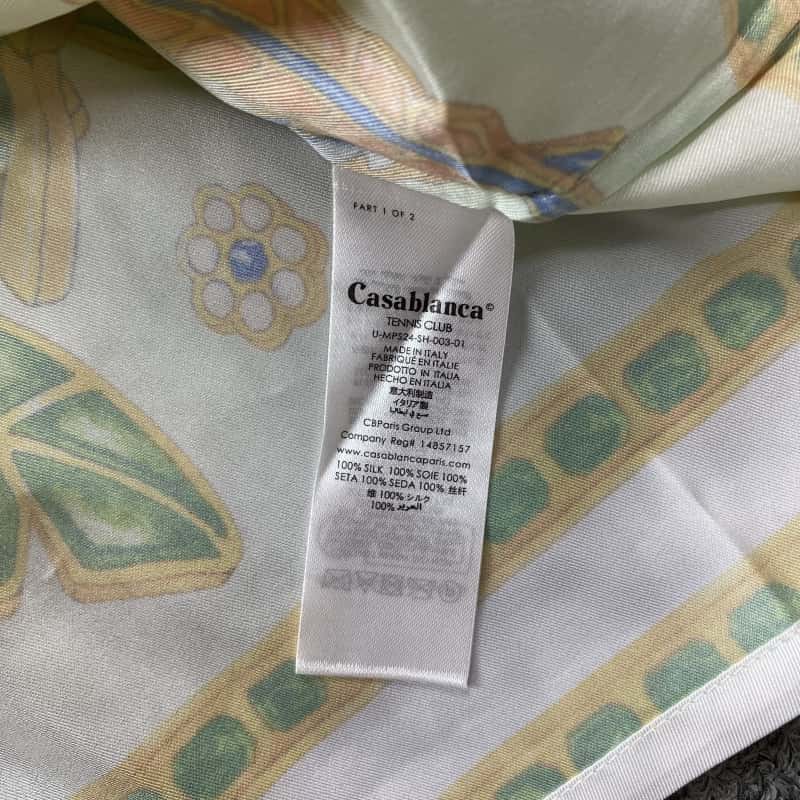 PART 1 OF 2
Casablanca©
TENNIS CLUB
U-MPS24-SH-003-01
MADE IN ITALY
FABRIQUÉ EN ITALIE
PRODOTTO IN ITALIA
HECHO EN ITALIA
意大利制造
イタリア製
صنع في ايطاليا
CBParis Group Ltd.
Company Reg# 14857157
www.casablancaparis.com
100% SILK 100% SOIE 100%
SETA 100% SEDA 100% 丝纤
维 100% シルク
100% الحرير